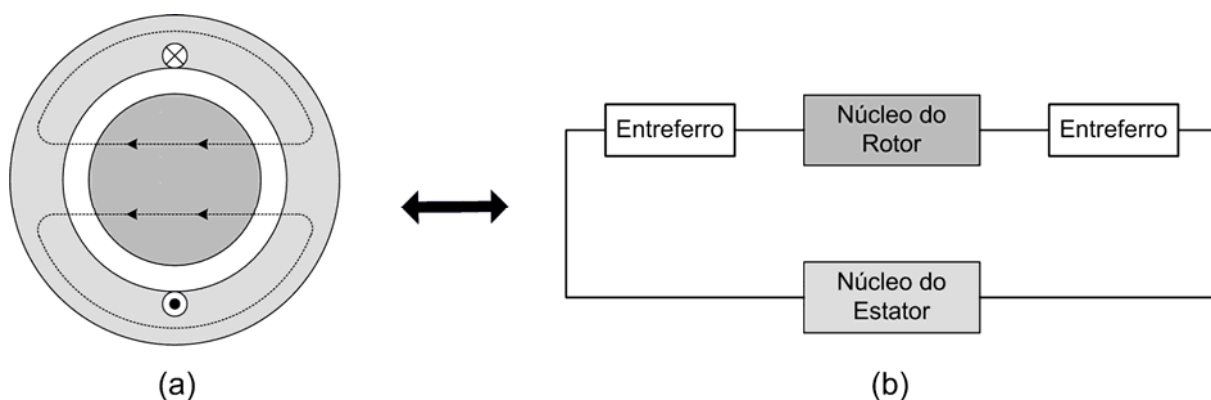 Entreferro
Núcleo do
Rotor
Entreferro
Núcleo do
Estator
(a)
(b)